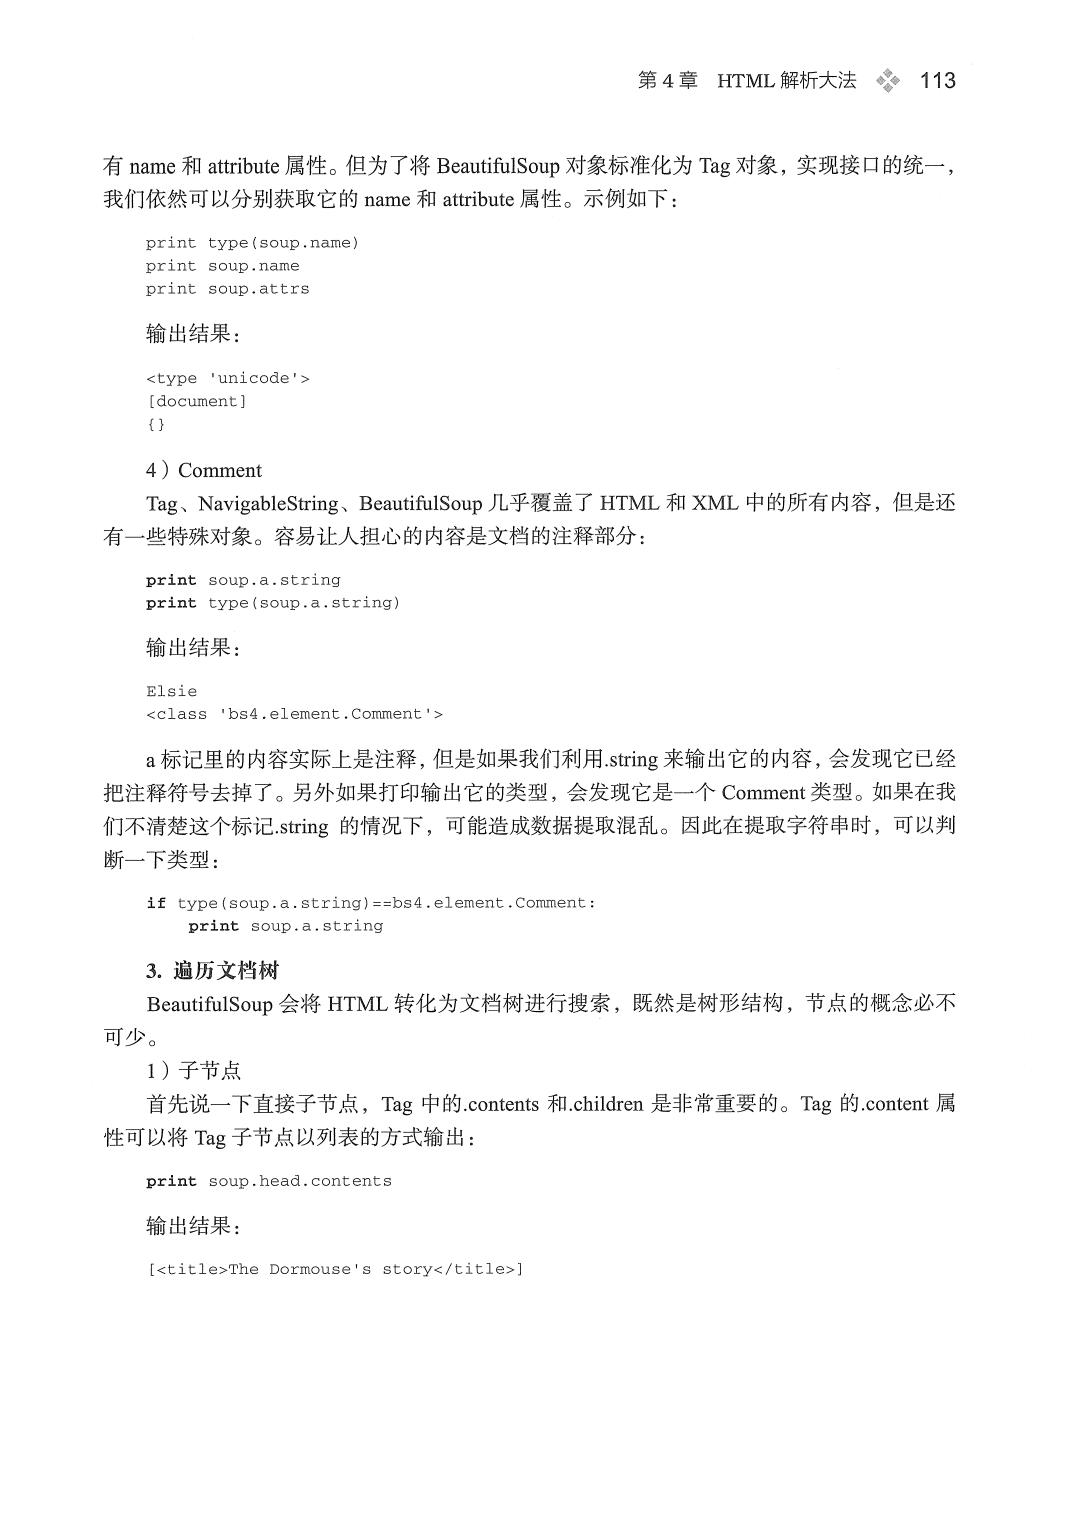 第 4 章 HTML 解析大法 113
有 name 和 attribute 属性。但为了将 BeautifulSoup 对象标准化为 Tag 对象，实现接口的统一，
我们依然可以分别获取它的 name 和 attribute 属性。示例如下：
print type(soup.name)
print soup.name
print soup.attrs
输出结果：
<type 'unicode'>
[document]
{}
4）Comment
Tag、NavigableString、BeautifulSoup 几乎覆盖了 HTML 和 XML 中的所有内容，但是还
有一些特殊对象。容易让人担心的内容是文档的注释部分：
print soup.a.string
print type(soup.a.string)
输出结果：
Elsie
<class 'bs4.element.Comment'>
a 标记里的内容实际上是注释，但是如果我们利用.string 来输出它的内容，会发现它已经
把注释符号去掉了。另外如果打印输出它的类型，会发现它是一个 Comment 类型。如果在我
们不清楚这个标记.string 的情况下，可能造成数据提取混乱。因此在提取字符串时，可以判
断一下类型：
if type(soup.a.string)==bs4.element.Comment:
    print soup.a.string
3. 遍历文档树
BeautifulSoup 会将 HTML 转化为文档树进行搜索，既然是树形结构，节点的概念必不
可少。
1）子节点
首先说一下直接子节点，Tag 中的.contents 和.children 是非常重要的。Tag 的.content 属
性可以将 Tag 子节点以列表的方式输出：
print soup.head.contents
输出结果：
[<title>The Dormouse's story</title>]